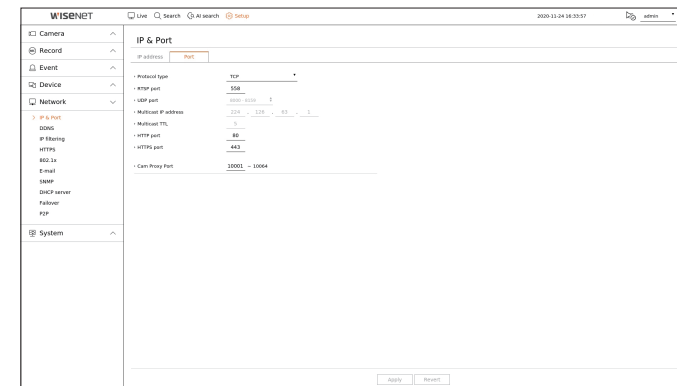 WISENET
Live Search AI search Setup 2020-11-24 16:33:57 admin
Camera
Record
Event
Device
Network
IP & Port
DDNS
IP filtering
HTTPS
802.1x
E-mail
SNMP
DHCP server
Failover
P2P
System
IP & Port
IP address Port
Protocol type TCP
RTSP port 558
UDP port
Multicast IP address 224 . 126 . 63 . 1
Multicast TTL 5
HTTP port 80
HTTPS port 443
Cam Proxy Port 10001 ~ 10064
Apply Revert